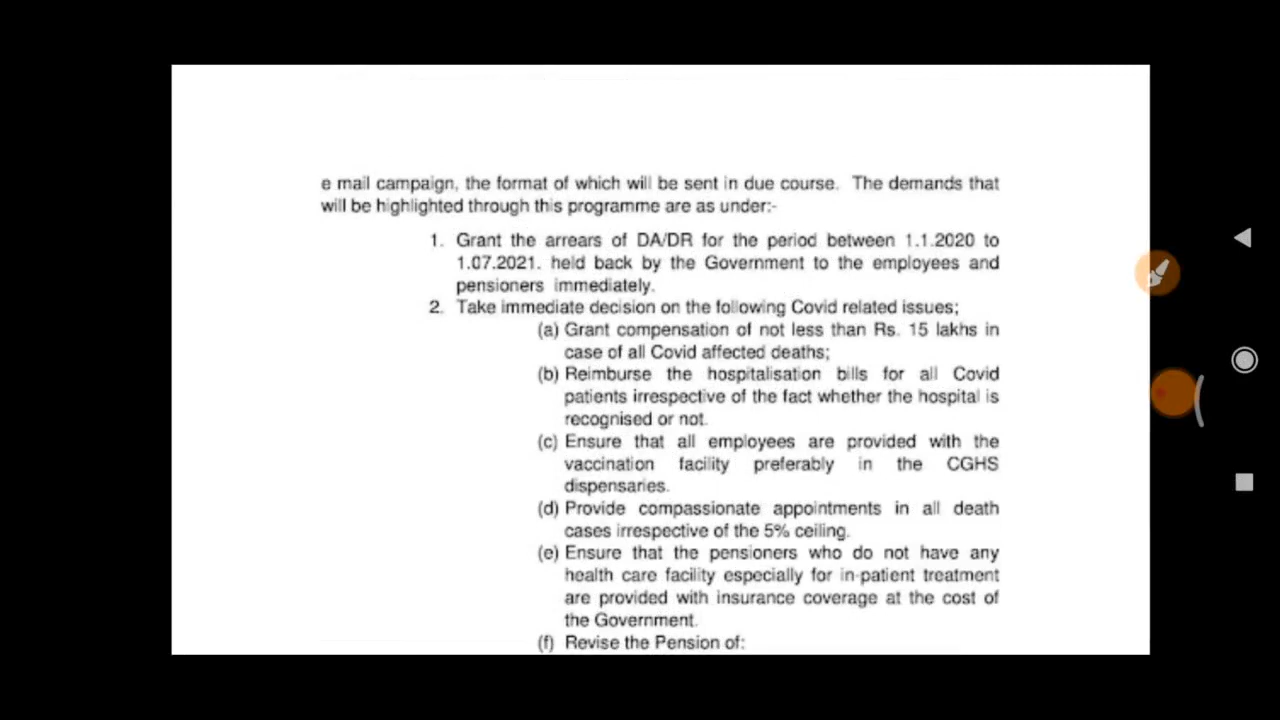 e mail campaign, the format of which will be sent in due course. The demands that
will be highlighted through this programme are as under:-
1. Grant the arrears of DA/DR for the period between 1.1.2020 to
1.07.2021. held back by the Government to the employees and
pensioners immediately.
2. Take immediate decision on the following Covid related issues;
(a) Grant compensation of not less than Rs. 15 lakhs in
case of all Covid affected deaths;
(b) Reimburse the hospitalisation bills for all Covid
patients irrespective of the fact whether the hospital is
recognised or not.
(c) Ensure that all employees are provided with the
vaccination facility preferably in the CGHS
dispensaries.
(d) Provide compassionate appointments in all death
cases irrespective of the 5% ceiling.
(e) Ensure that the pensioners who do not have any
health care facility especially for in-patient treatment
are provided with insurance coverage at the cost of
the Government.
(f) Revise the Pension of: